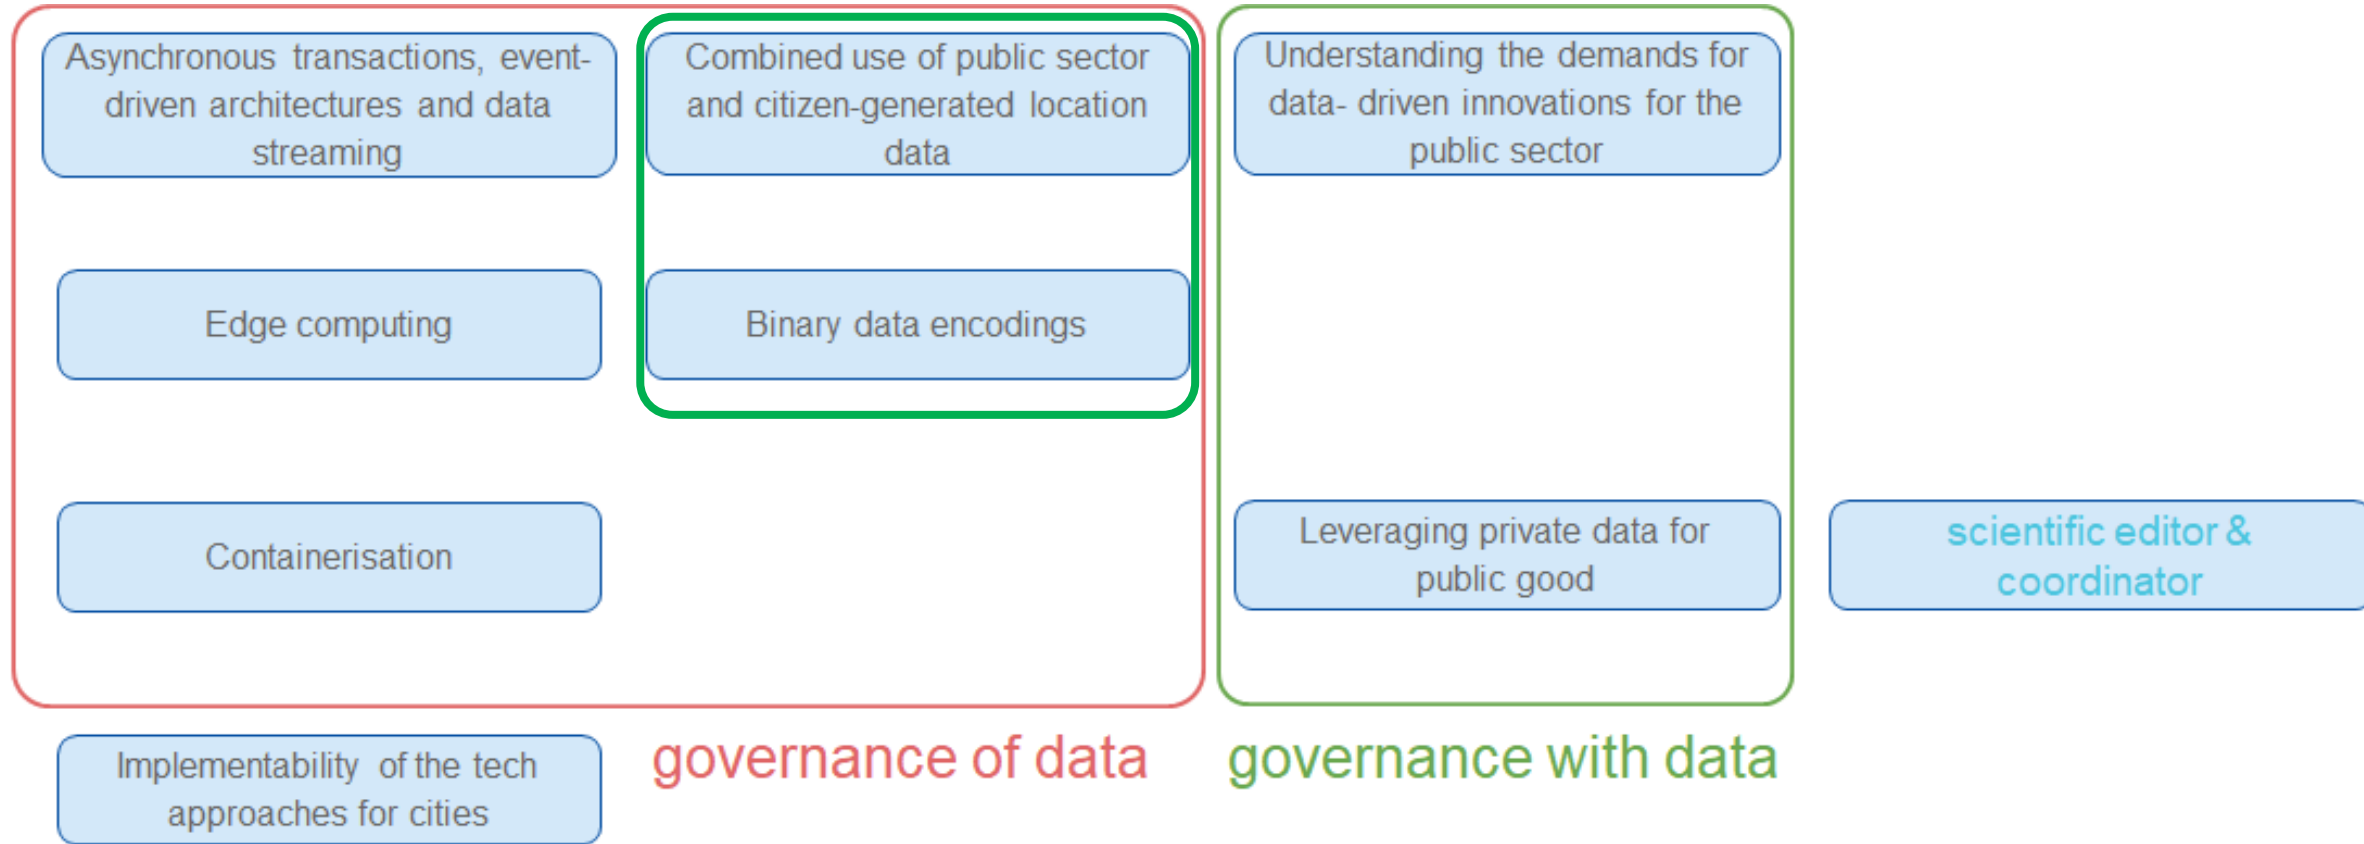 Asynchronous transactions, event-
driven architectures and data
streaming
Combined use of public sector
and citizen-generated location
data
Understanding the demands for
data- driven innovations for the
public sector
Edge computing
Binary data encodings
Containerisation
Leveraging private data for
public good
scientific editor &
coordinator
Implementability of the tech
approaches for cities
governance of data
governance with data